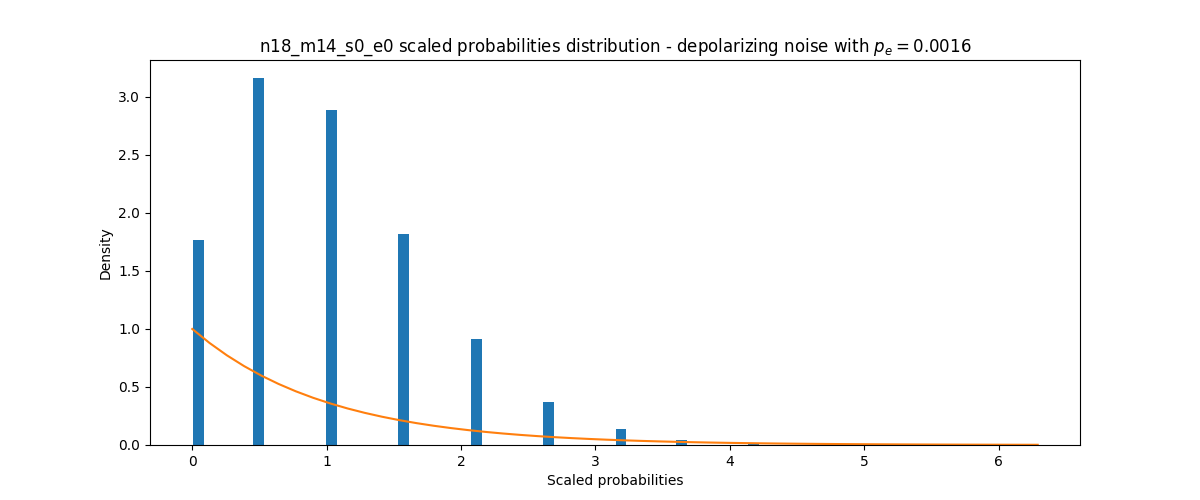 n18_m14_s0_e0 scaled probabilities distribution - depolarizing noise with pₑ = 0.0016
3.0
2.5
2.0
1.5
1.0
0.5
0.0
Density
0 1 2 3 4 5 6
Scaled probabilities